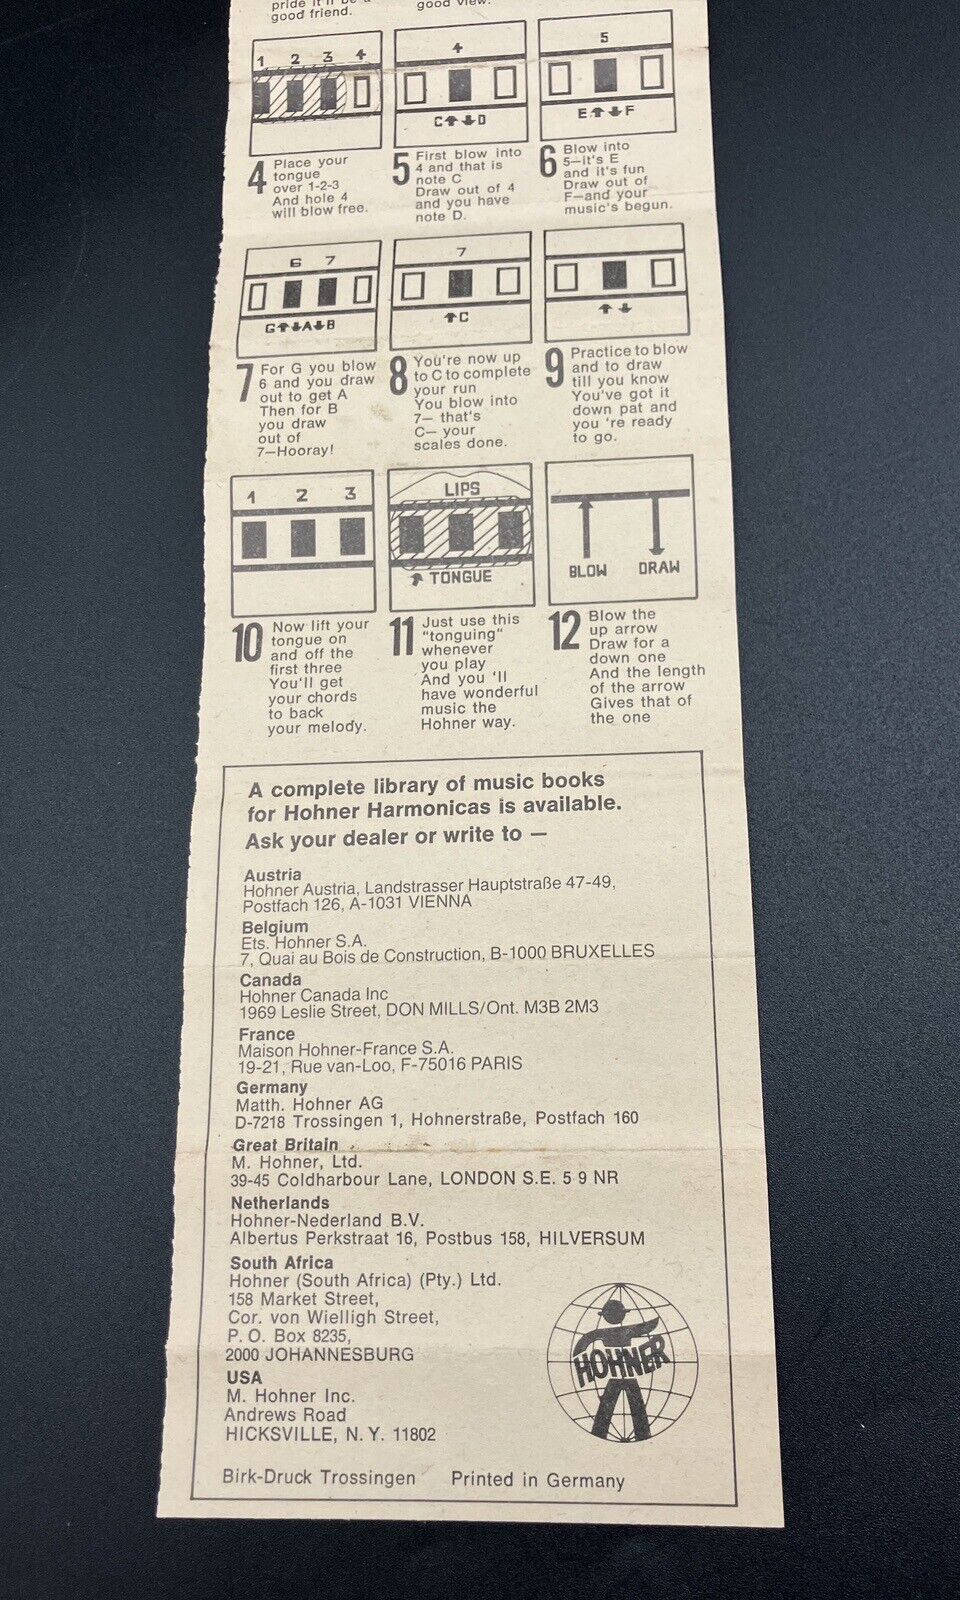 pride it'll be a
good friend.
good view.
1 2 3 4
4 Place your
tongue
over 1-2-3
And hole 4
will blow free.
4
C D
5 First blow into
4 and that is
note C
Draw out of 4
and you have
note D.
5
E F
6 Blow into
5—it's E
and it's fun
Draw out of
F—and your
music's begun.
6 7
G A B
7 For G you blow
6 and you draw
out to get A
Then for B
you draw
out of
7—Hooray!
7
C
8 You're now up
to C to complete
your run
You blow into
7— that's
C— your
scales done.
9 Practice to blow
and to draw
till you know
You've got it
down pat and
you 're ready
to go.
1 2 3
10 Now lift your
tongue on
and off the
first three
You'll get
your chords
to back
your melody.
LIPS
TONGUE
11 Just use this
"tonguing"
whenever
you play
And you 'll
have wonderful
music the
Hohner way.
BLOW DRAW
12 Blow the
up arrow
Draw for a
down one
And the length
of the arrow
Gives that of
the one
A complete library of music books
for Hohner Harmonicas is available.
Ask your dealer or write to —
Austria
Hohner Austria, Landstrasser Hauptstraße 47-49,
Postfach 126, A-1031 VIENNA
Belgium
Ets. Hohner S.A.
7, Quai au Bois de Construction, B-1000 BRUXELLES
Canada
Hohner Canada Inc
1969 Leslie Street, DON MILLS/Ont. M3B 2M3
France
Maison Hohner-France S.A.
19-21, Rue van-Loo, F-75016 PARIS
Germany
Matth. Hohner AG
D-7218 Trossingen 1, Hohnerstraße, Postfach 160
Great Britain
M. Hohner, Ltd.
39-45 Coldharbour Lane, LONDON S.E. 5 9 NR
Netherlands
Hohner-Nederland B.V.
Albertus Perkstraat 16, Postbus 158, HILVERSUM
South Africa
Hohner (South Africa) (Pty.) Ltd.
158 Market Street,
Cor. von Wielligh Street,
P. O. Box 8235,
2000 JOHANNESBURG
USA
M. Hohner Inc.
Andrews Road
HICKSVILLE, N. Y. 11802
HOHNER
Birk-Druck Trossingen Printed in Germany